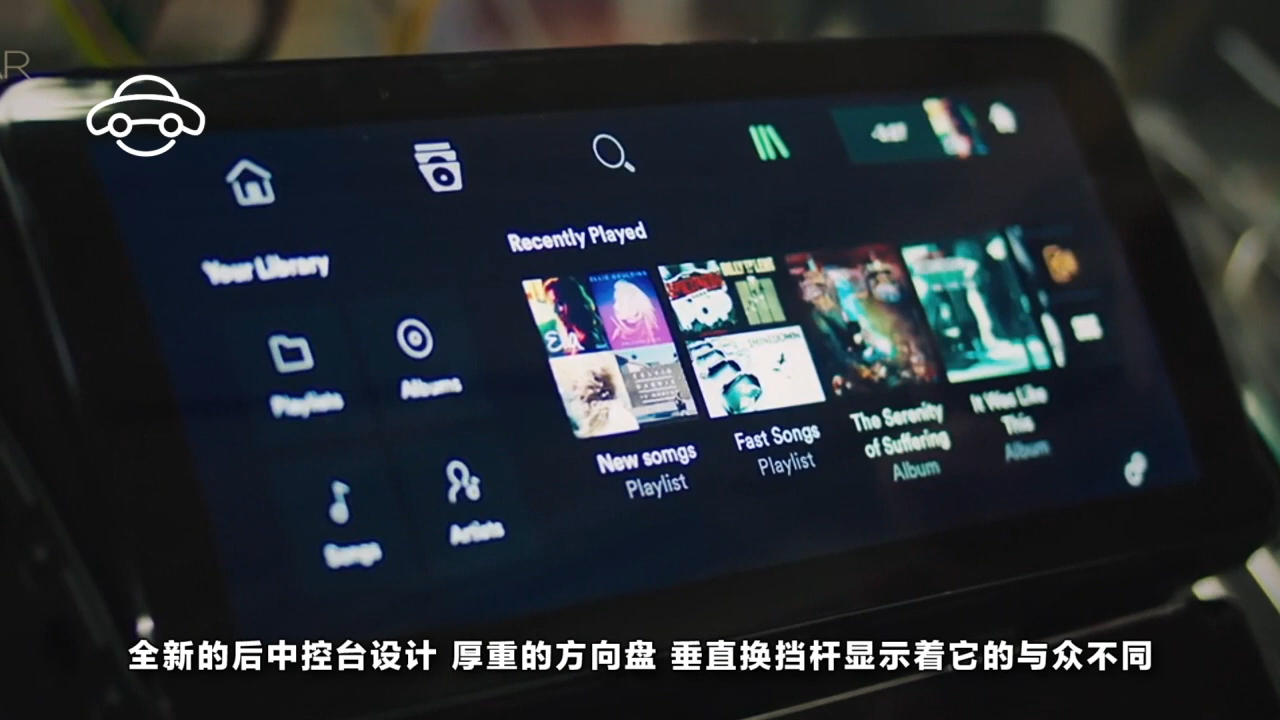 Recently Played
Your Library
Playlists
Albums
New somgs
Playlist
Fast Songs
Playlist
The Serenity
of Suffering
Album
It Was Like
This
Album
Songs
Artists
全新的后中控台设计 厚重的方向盘 垂直换挡杆显示着它的与众不同